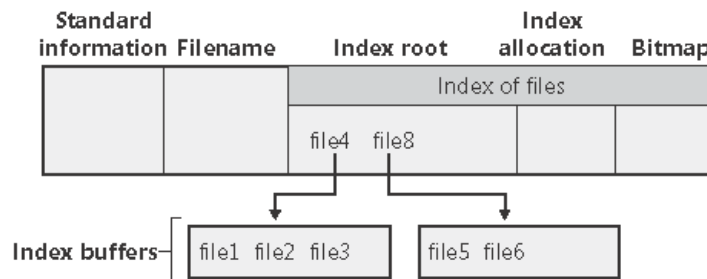 Standard information
Filename
Index root
Index allocation
Bitmap
Index of files
file4 file8
Index buffers
file1 file2 file3
file5 file6